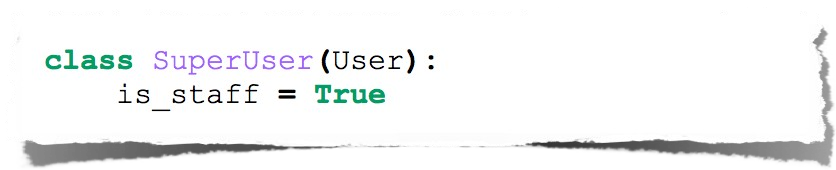 class SuperUser(User):
    is_staff = True